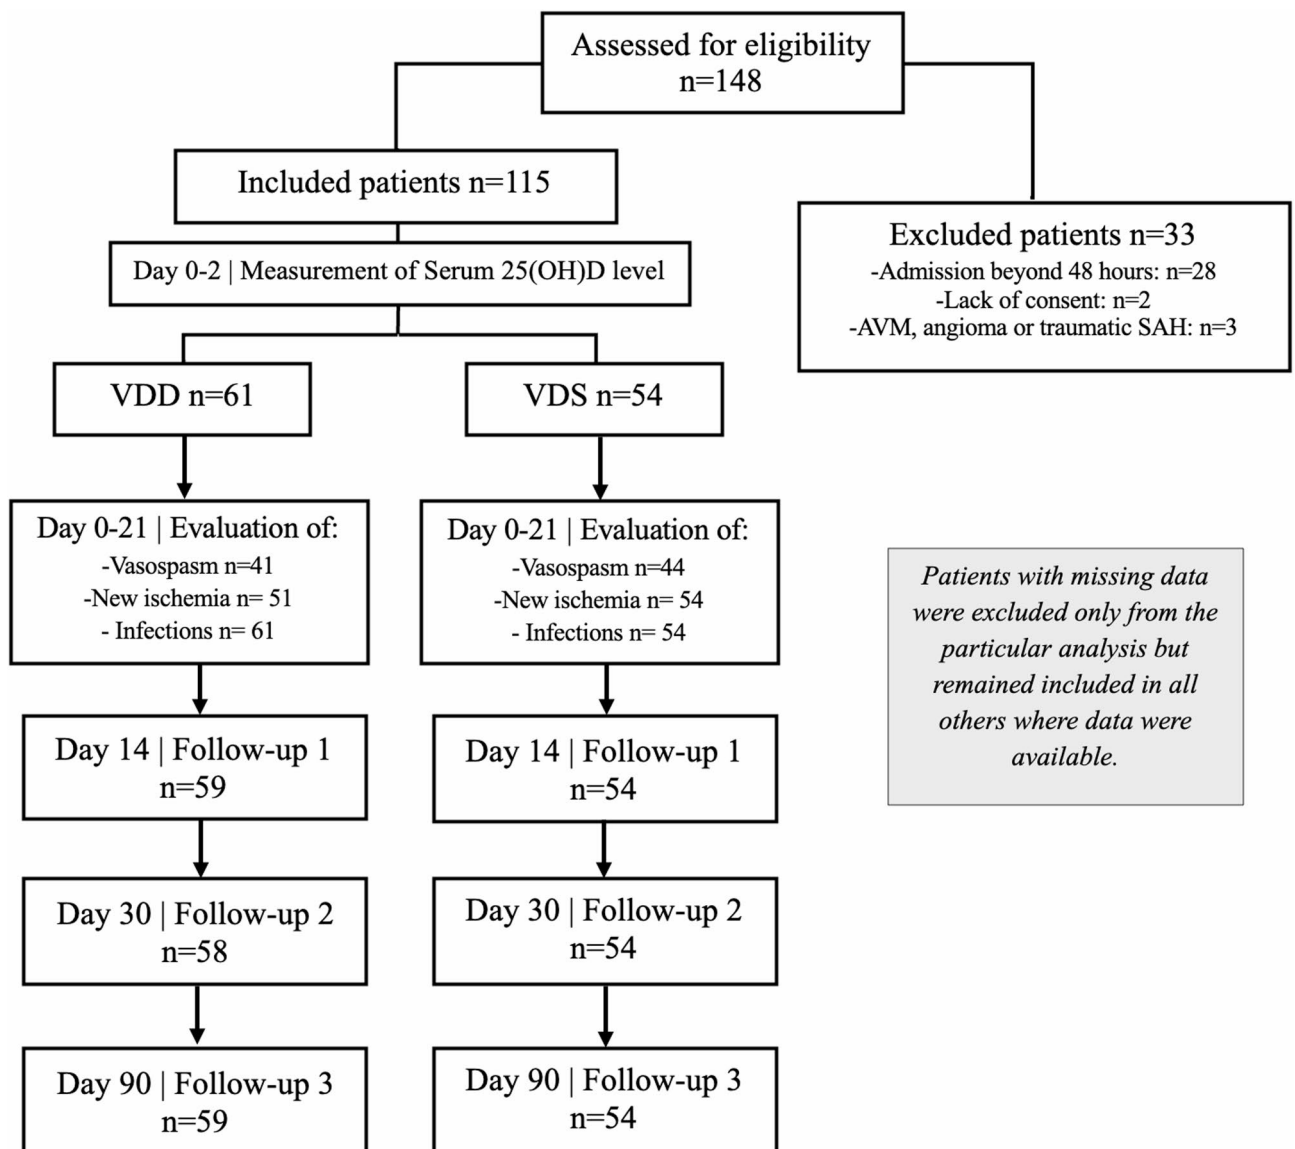 Assessed for eligibility
n=148
Included patients n=115
Excluded patients n=33
-Admission beyond 48 hours: n=28
-Lack of consent: n=2
-AVM, angioma or traumatic SAH: n=3
Day 0-2 | Measurement of Serum 25(OH)D level
VDD n=61
VDS n=54
Day 0-21 | Evaluation of:
-Vasospasm n=41
-New ischemia n= 51
- Infections n= 61
Day 0-21 | Evaluation of:
-Vasospasm n=44
-New ischemia n= 54
- Infections n= 54
Patients with missing data
were excluded only from the
particular analysis but
remained included in all
others where data were
available.
Day 14 | Follow-up 1
n=59
Day 14 | Follow-up 1
n=54
Day 30 | Follow-up 2
n=58
Day 30 | Follow-up 2
n=54
Day 90 | Follow-up 3
n=59
Day 90 | Follow-up 3
n=54